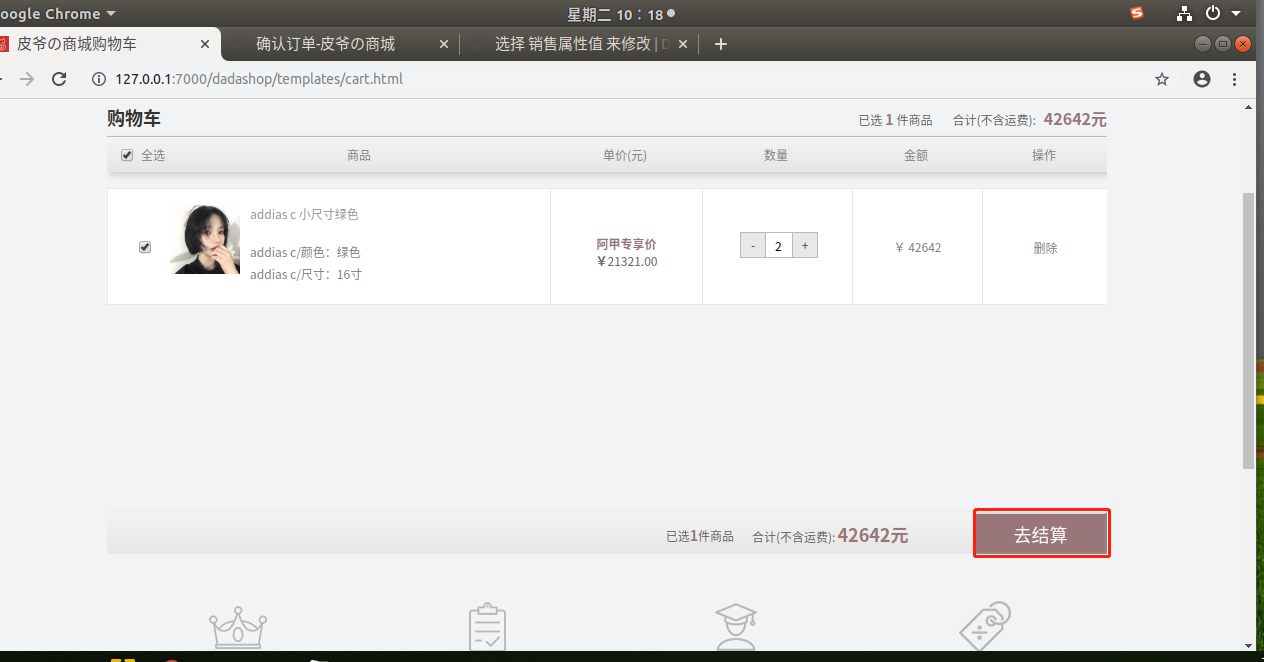 oogle Chrome
星期二 10：18
皮爷の商城购物车
确认订单-皮爷の商城
选择 销售属性值 来修改 | D
127.0.0.1:7000/dadashop/templates/cart.html
购物车
已选 1 件商品 合计(不含运费): 42642元
全选 商品 单价(元) 数量 金额 操作
addias c 小尺寸绿色
addias c/颜色：绿色
addias c/尺寸：16寸
阿甲专享价
￥21321.00
- 2 +
￥ 42642
删除
已选1件商品 合计(不含运费): 42642元
去结算